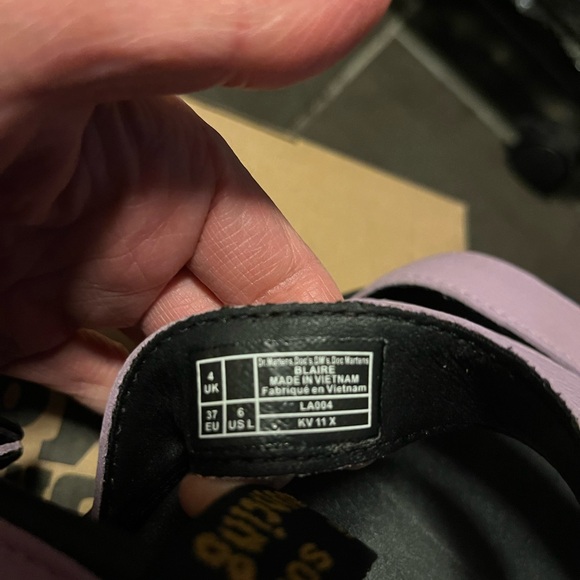 4
UK
37
EU
6
US L
Dr.Martens.Doc's.DM's.Doc Martens
BLAIRE
MADE IN VIETNAM
Fabriqué en Vietnam
LA004
KV 11 X